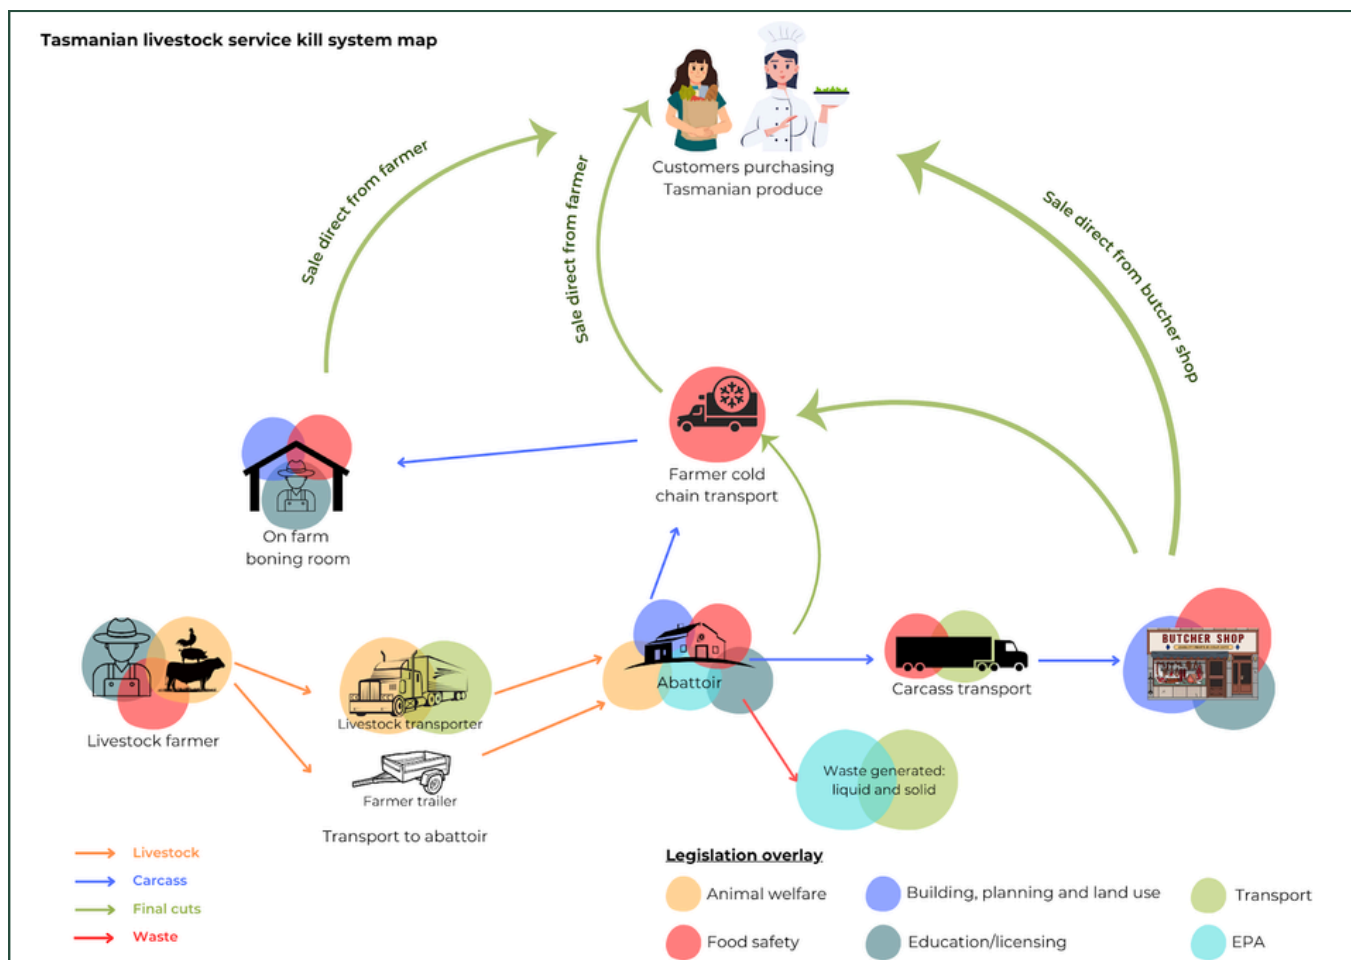 Tasmanian livestock service kill system map
Customers purchasing
Tasmanian produce
Sale direct from farmer
Sale direct from farmer
Sale direct from butcher shop
Farmer cold
chain transport
On farm
boning room
BUTCHER SHOP
Abattoir
Carcass transport
Livestock transporter
Livestock farmer
Waste generated:
liquid and solid
Farmer trailer
Transport to abattoir
Livestock
Carcass
Final cuts
Waste
Legislation overlay
Animal welfare
Building, planning and land use
Transport
Food safety
Education/licensing
EPA